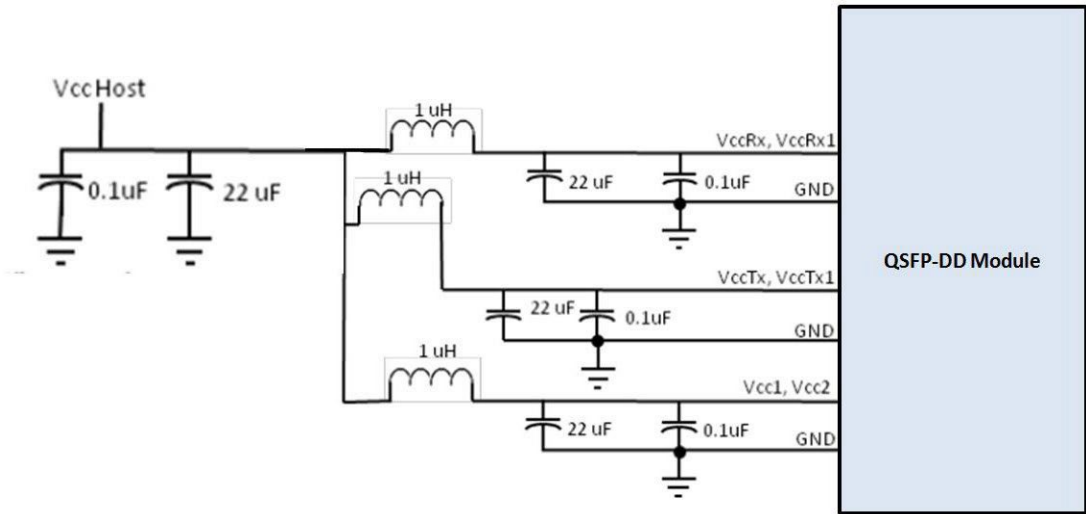 VccHost
0.1uF
22 uF
1 uH
VccRx, VccRx1
22 uF
0.1uF
GND
1 uH
VccTx, VccTx1
22 uF
0.1uF
GND
1 uH
Vcc1, Vcc2
22 uF
0.1uF
GND
QSFP-DD Module